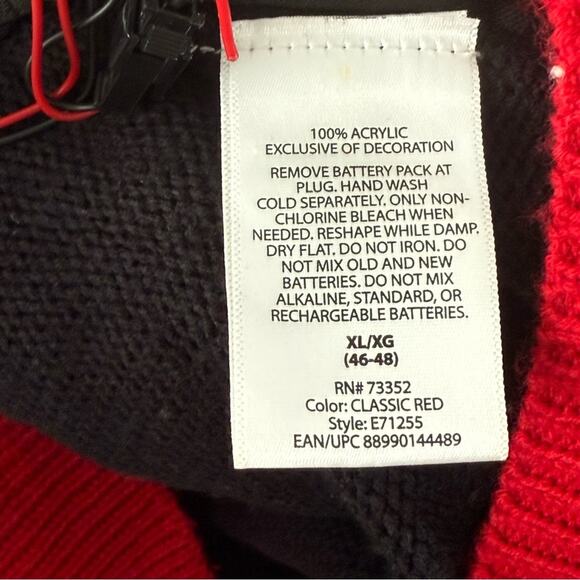 100% ACRYLIC
EXCLUSIVE OF DECORATION
REMOVE BATTERY PACK AT
PLUG. HAND WASH
COLD SEPARATELY. ONLY NON-
CHLORINE BLEACH WHEN
NEEDED. RESHAPE WHILE DAMP.
DRY FLAT. DO NOT IRON. DO
NOT MIX OLD AND NEW
BATTERIES. DO NOT MIX
ALKALINE, STANDARD, OR
RECHARGEABLE BATTERIES.
XL/XG
(46-48)
RN# 73352
Color: CLASSIC RED
Style: E71255
EAN/UPC 88990144489